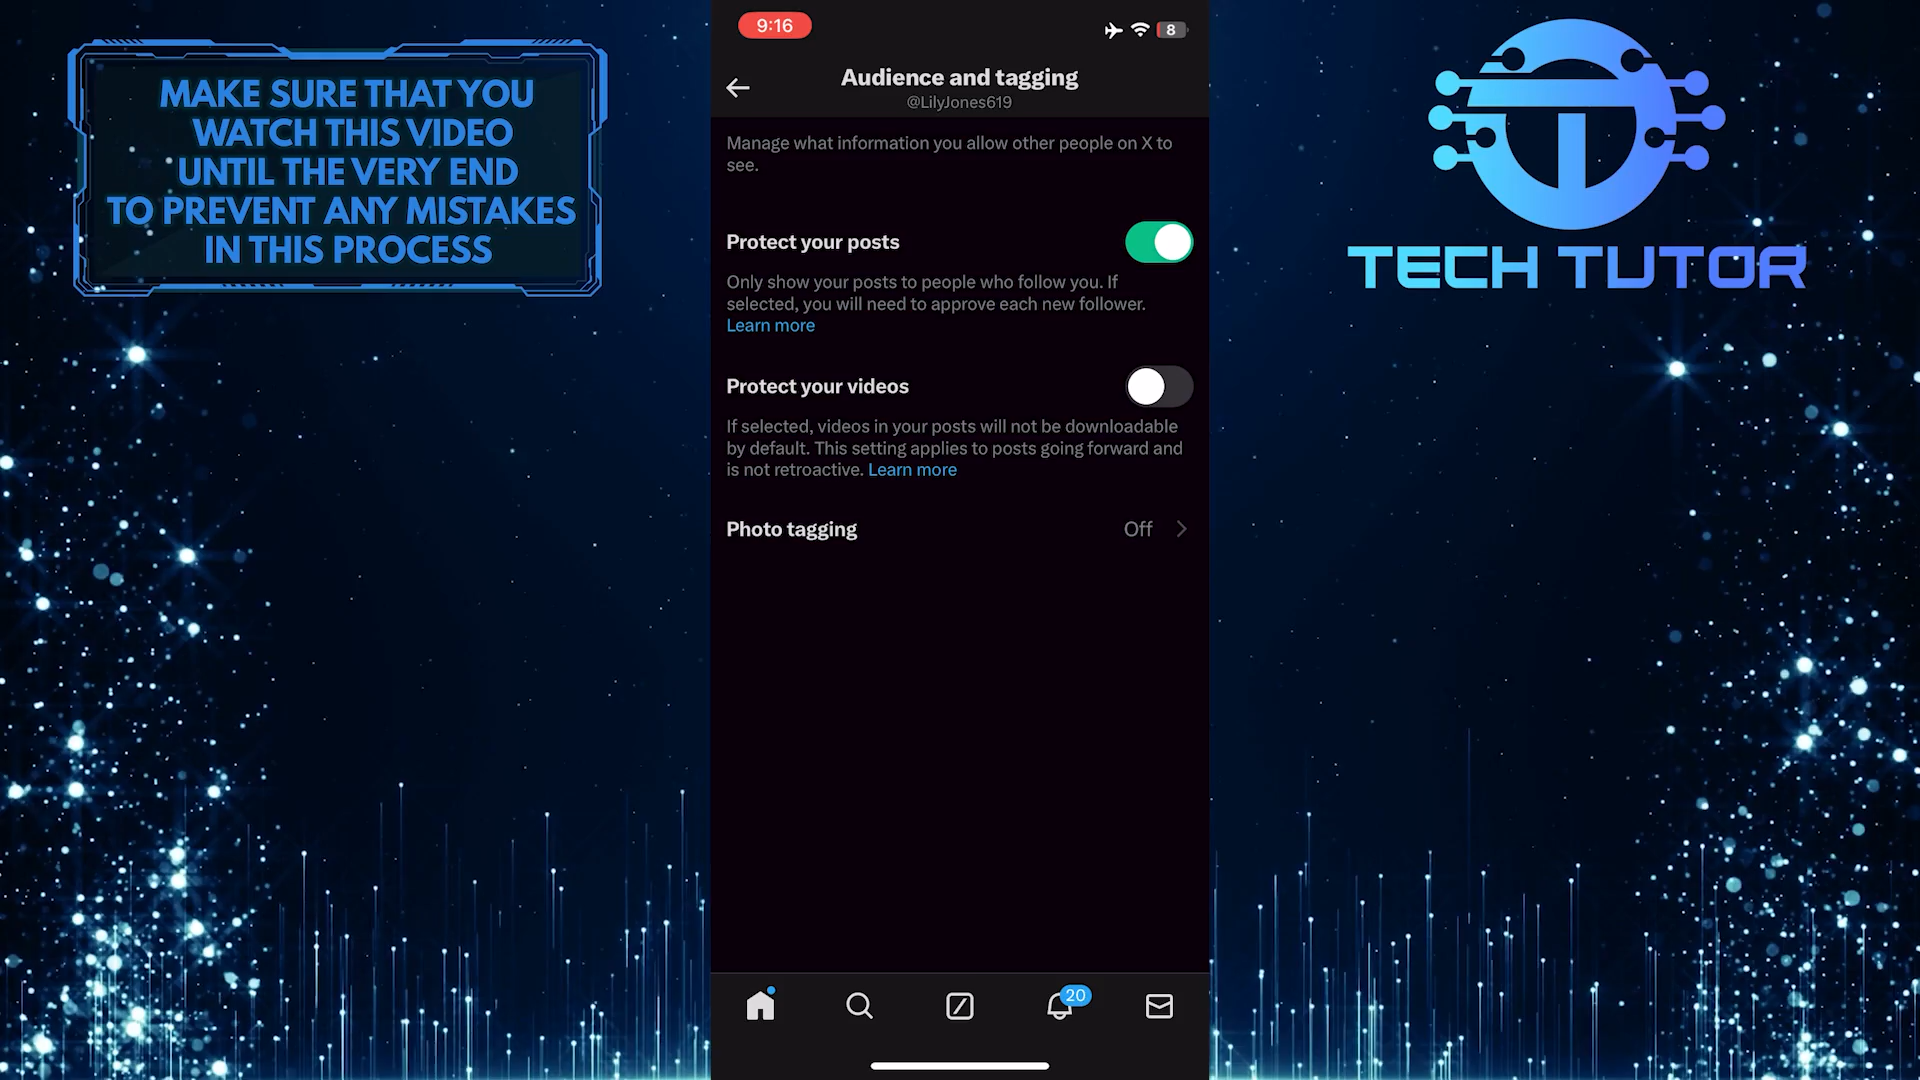 MAKE SURE THAT YOU
WATCH THIS VIDEO
UNTIL THE VERY END
TO PREVENT ANY MISTAKES
IN THIS PROCESS
9:16
8
Audience and tagging
@LilyJones619
Manage what information you allow other people on X to
see.
Protect your posts
Only show your posts to people who follow you. If
selected, you will need to approve each new follower.
Learn more
Protect your videos
If selected, videos in your posts will not be downloadable
by default. This setting applies to posts going forward and
is not retroactive. Learn more
Photo tagging Off
20
TECH TUTOR